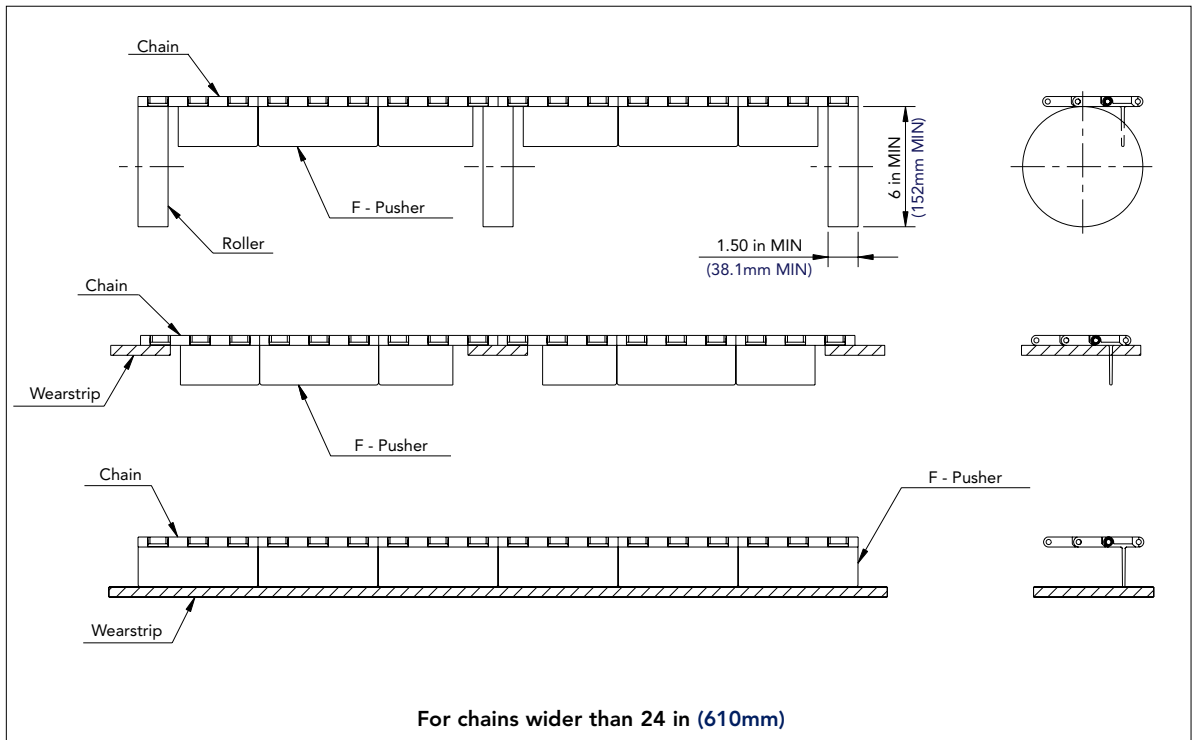 Chain
F - Pusher
Roller
6 in MIN
(152mm MIN)
1.50 in MIN
(38.1mm MIN)
Chain
Wearstrip
F - Pusher
Chain
F - Pusher
Wearstrip
For chains wider than 24 in (610mm)